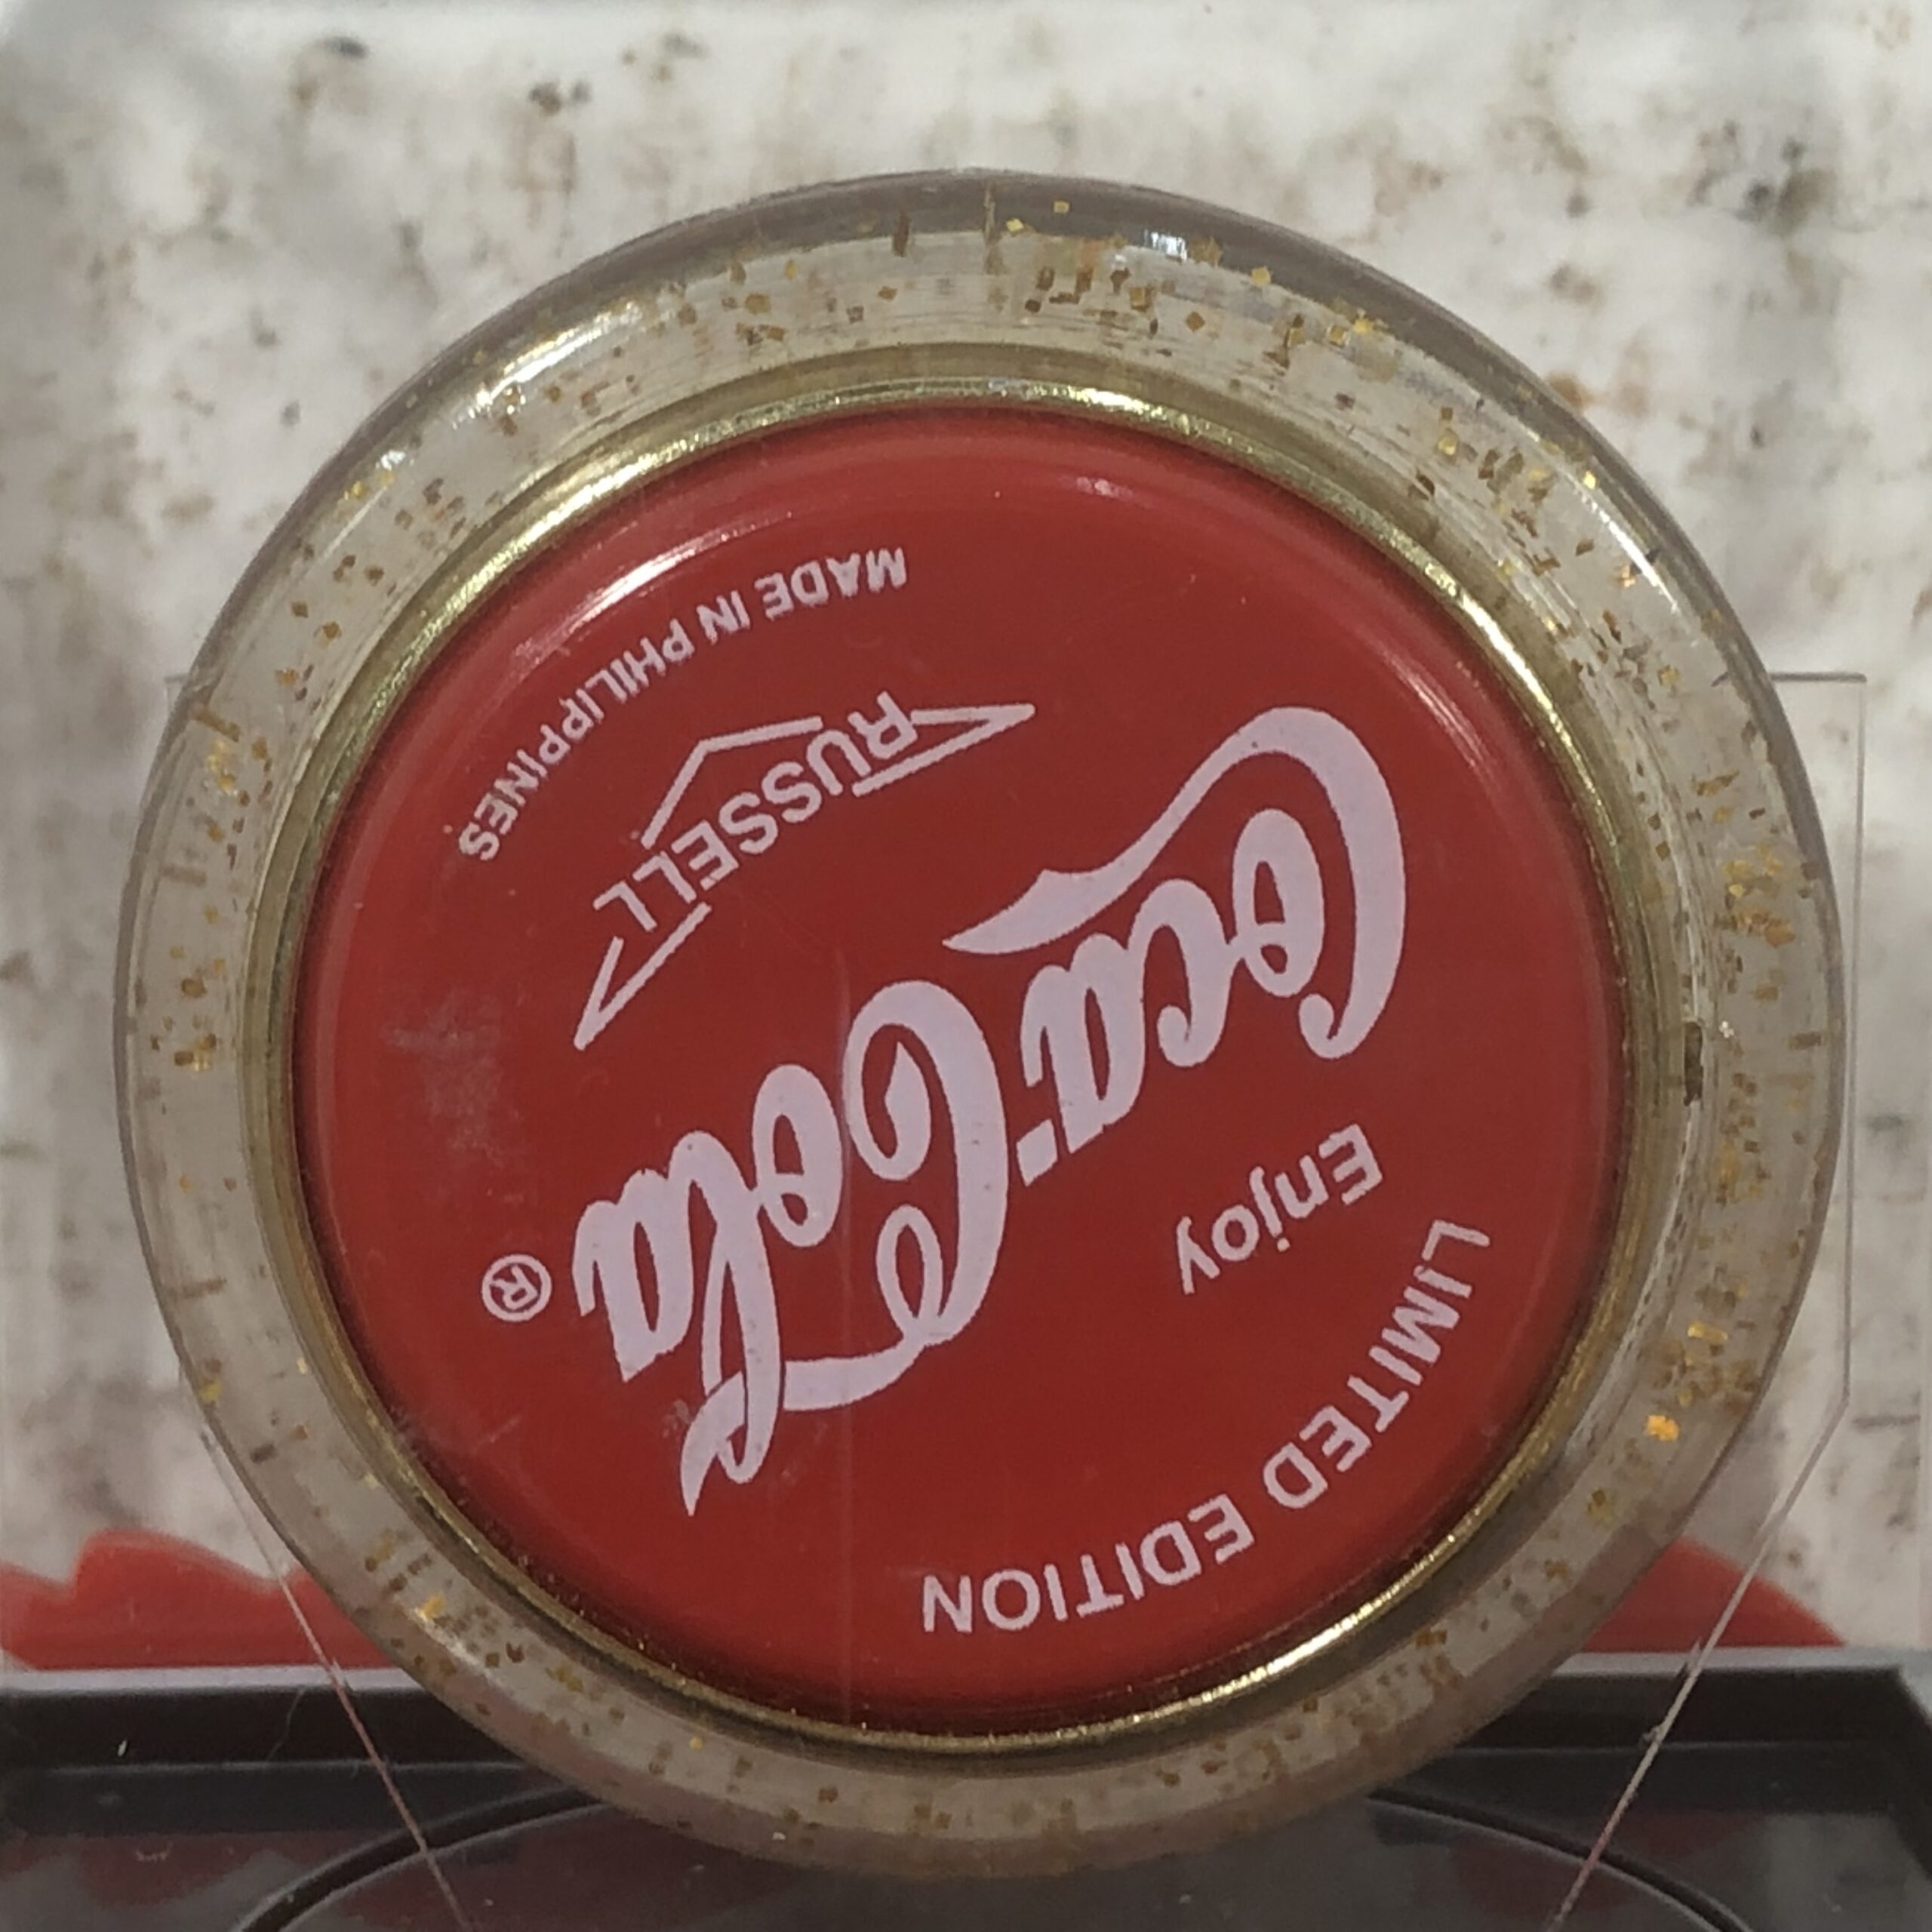 LIMITED EDITION
Enjoy
Coca-Cola ®
RUSSELL
MADE IN PHILIPPINES